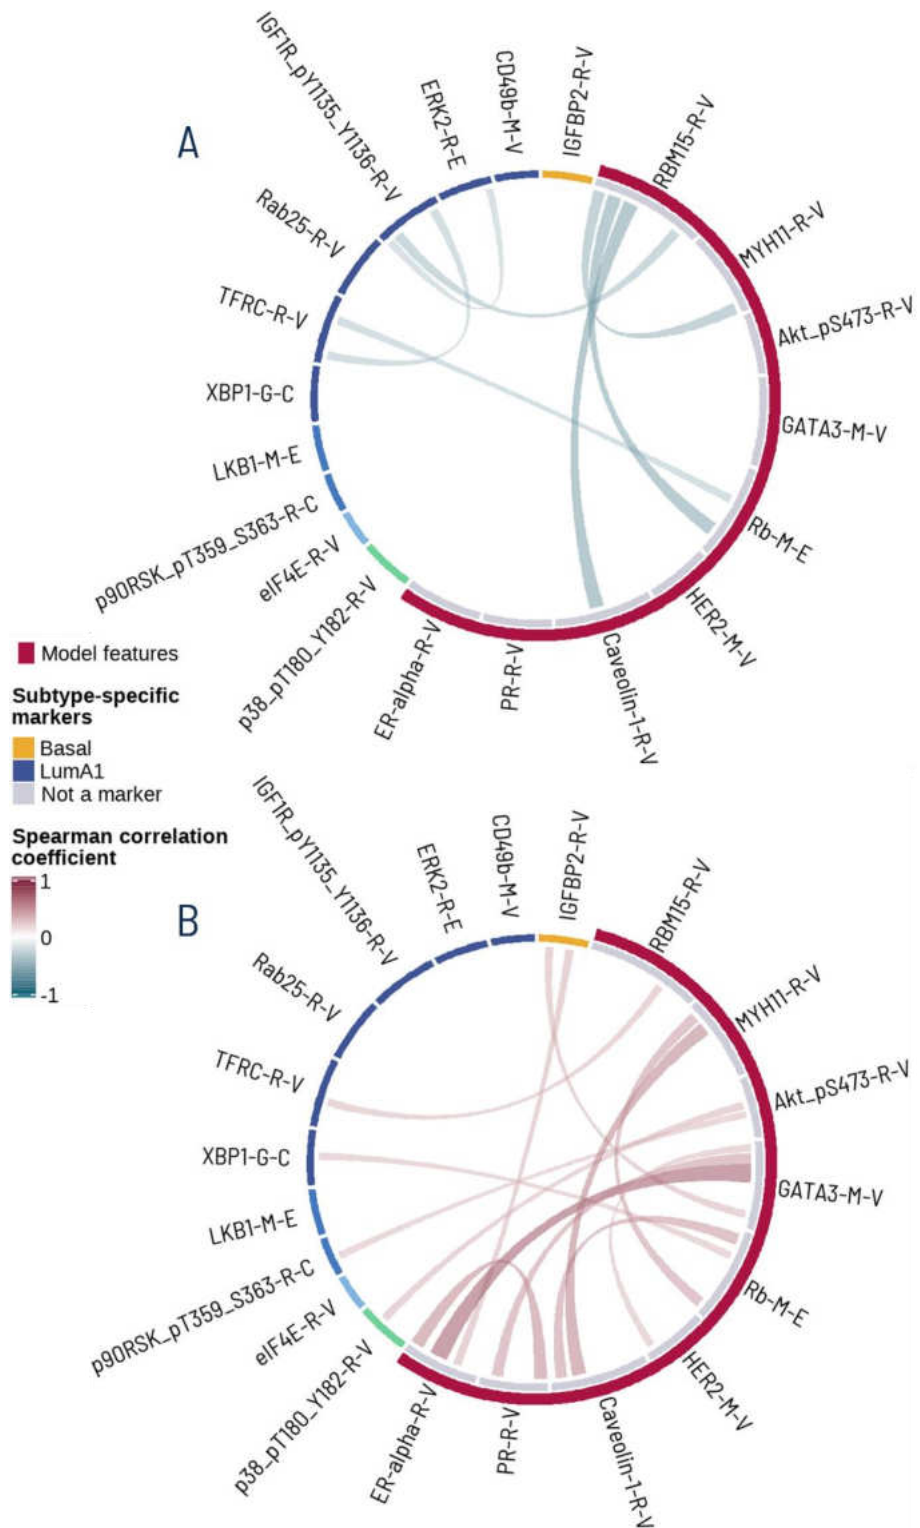 A
IGF1R_pY1135_Y1136-R-V
ERK2-R-E
CD49b-M-V
IGFBP2-R-V
RBM15-R-V
MYH11-R-V
Akt_pS473-R-V
GATA3-M-V
Rb-M-E
HER2-M-V
Caveolin-1-R-V
PR-R-V
ER-alpha-R-V
p38_pT180_Y182-R-V
eIF4E-R-V
p90RSK_pT359_S363-R-C
LKB1-M-E
XBP1-G-C
TFRC-R-V
Rab25-R-V
Model features
Subtype-specific
markers
Basal
LumA1
Not a marker
Spearman correlation
coefficient
1
0
-1
B
IGF1R_pY1135_Y1136-R-V
ERK2-R-E
CD49b-M-V
IGFBP2-R-V
RBM15-R-V
MYH11-R-V
Akt_pS473-R-V
GATA3-M-V
Rb-M-E
HER2-M-V
Caveolin-1-R-V
PR-R-V
ER-alpha-R-V
p38_pT180_Y182-R-V
eIF4E-R-V
p90RSK_pT359_S363-R-C
LKB1-M-E
XBP1-G-C
TFRC-R-V
Rab25-R-V